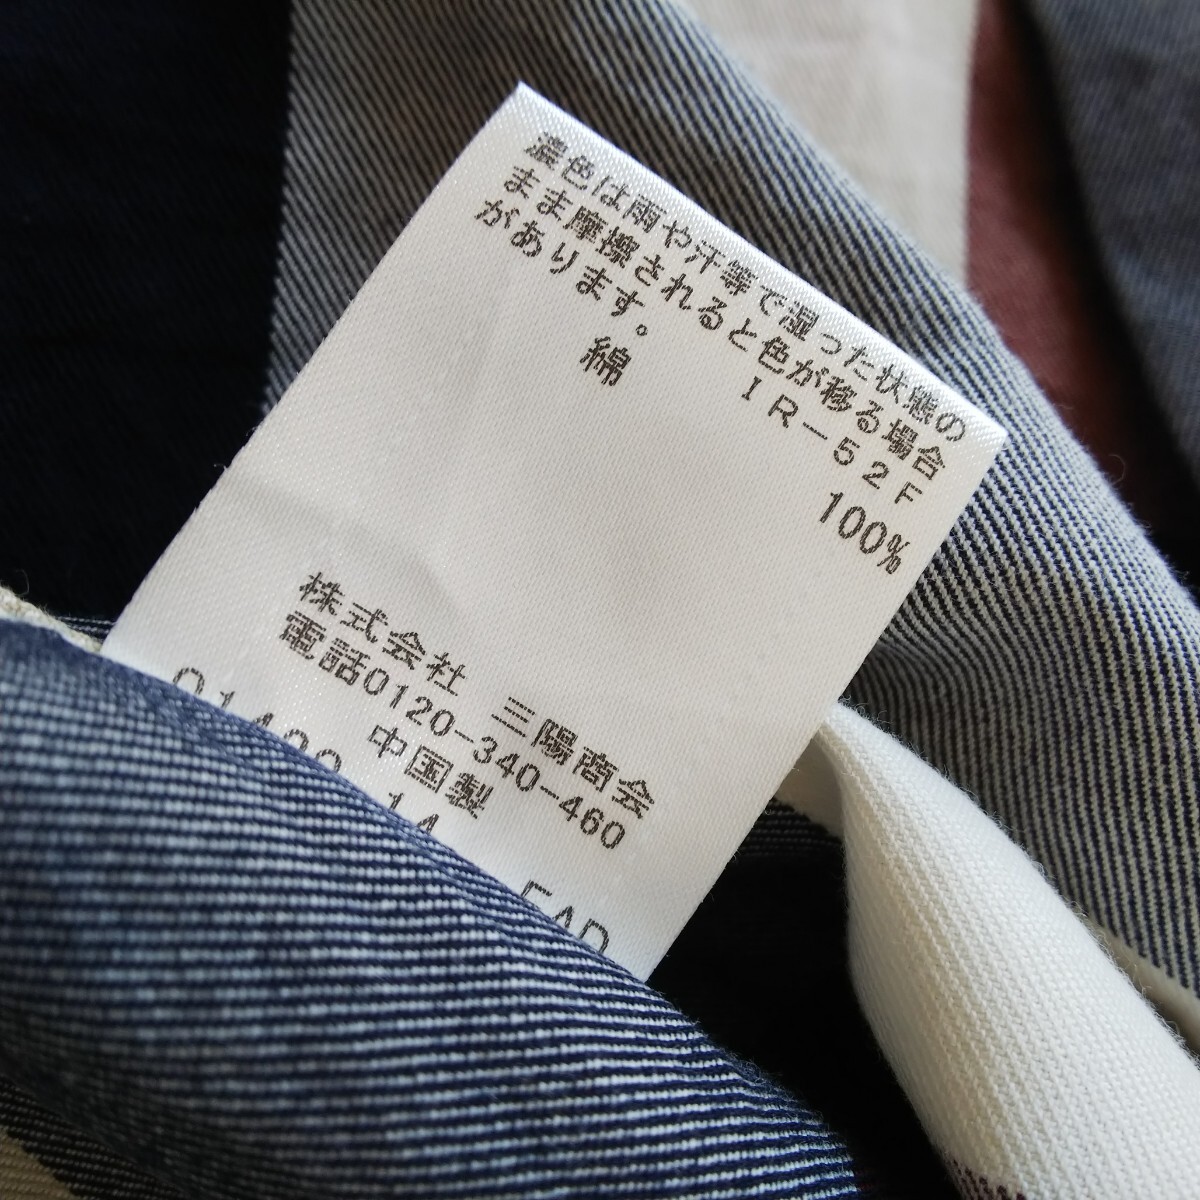 濃色は雨や汗等で湿った状態の
まま摩擦されると色が移る場合
があります。 IR-52F
綿 100%
株式会社 三陽商会
電話0120-340-460
中国製
14